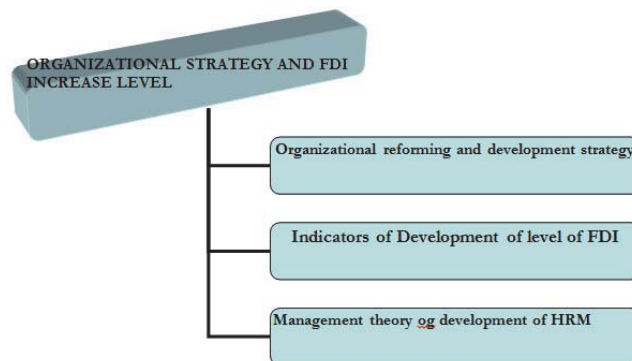 ORGANIZATIONAL STRATEGY AND FDI
INCREASE LEVEL
Organizational reforming and development strategy
Indicators of Development of level of FDI
Management theory og development of HRM